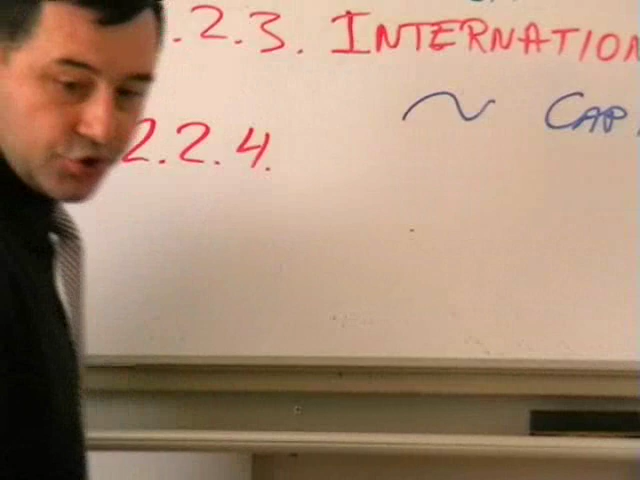 .2.3. INTERNATION
~ CAP
2.2.4.